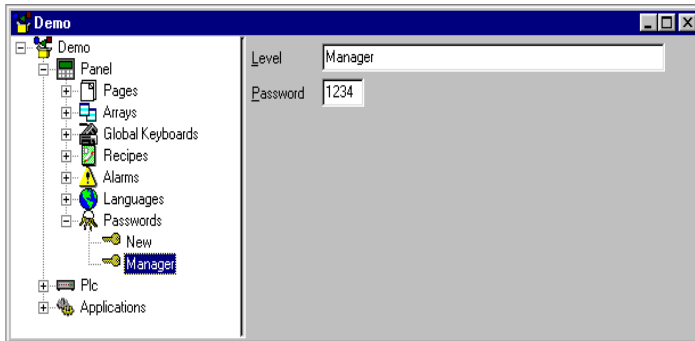 Demo
Demo
Panel
Pages
Arrays
Global Keyboards
Recipes
Alarms
Languages
Passwords
New
Manager
Plc
Applications
Level Manager
Password 1234